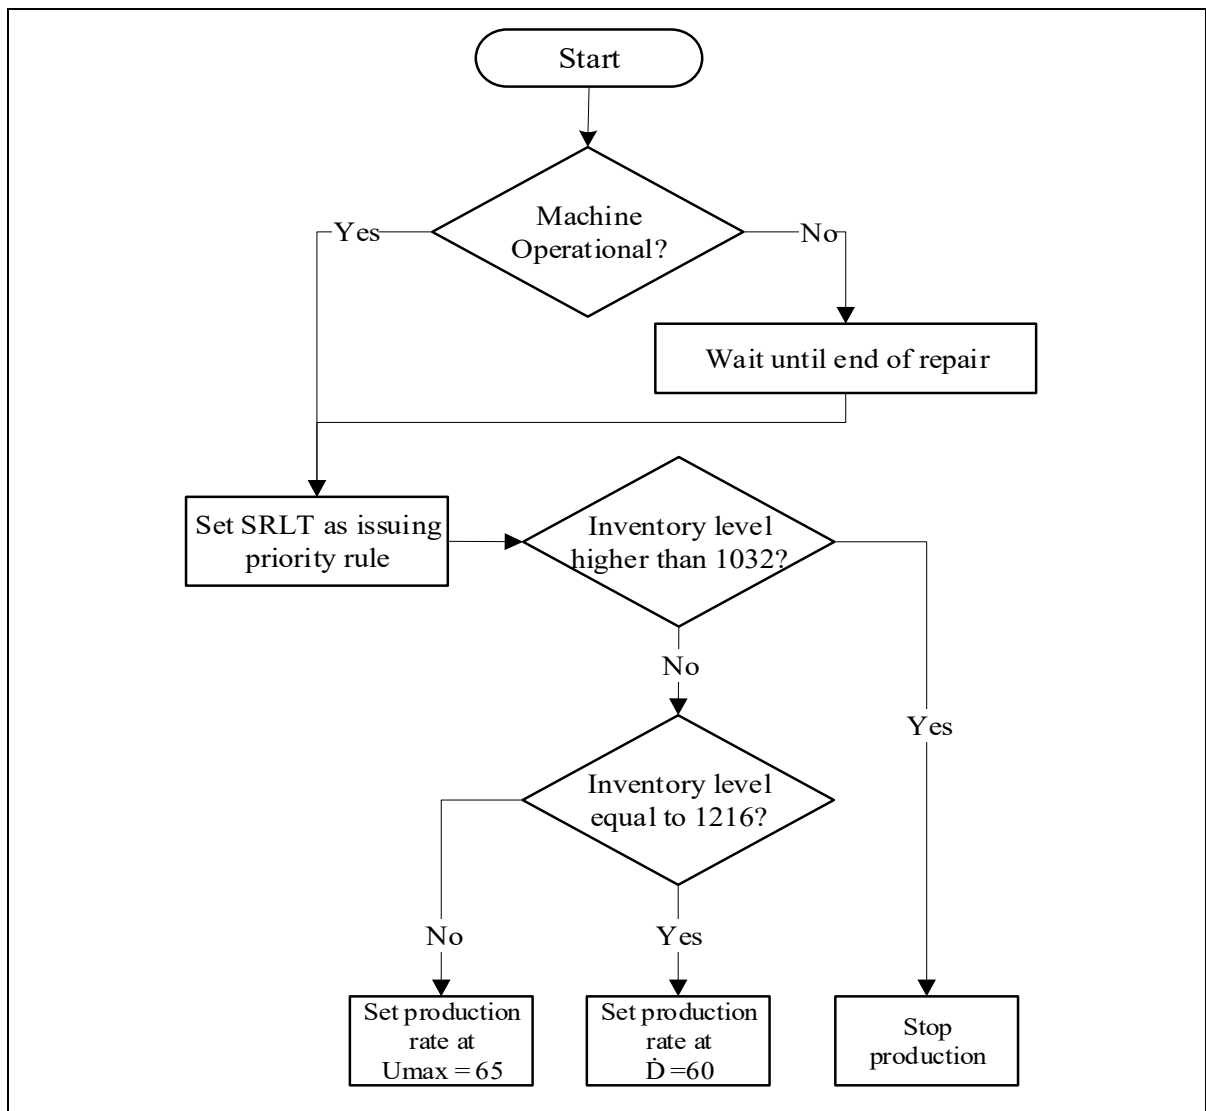 Start
Machine
Operational?
Yes
No
Wait until end of repair
Set SRLT as issuing
priority rule
Inventory level
higher than 1032?
No
Yes
Inventory level
equal to 1216?
No
Yes
Set production
rate at
Umax = 65
Set production
rate at
Ḋ =60
Stop
production